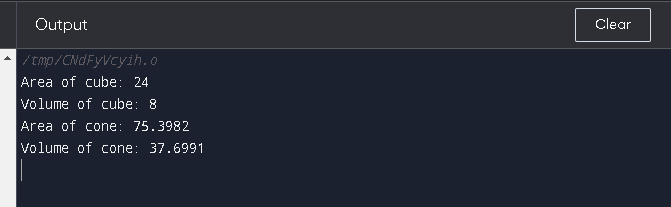 Output
Clear
/tmp/CNdFyVcyih.o
Area of cube: 24
Volume of cube: 8
Area of cone: 75.3982
Volume of cone: 37.6991